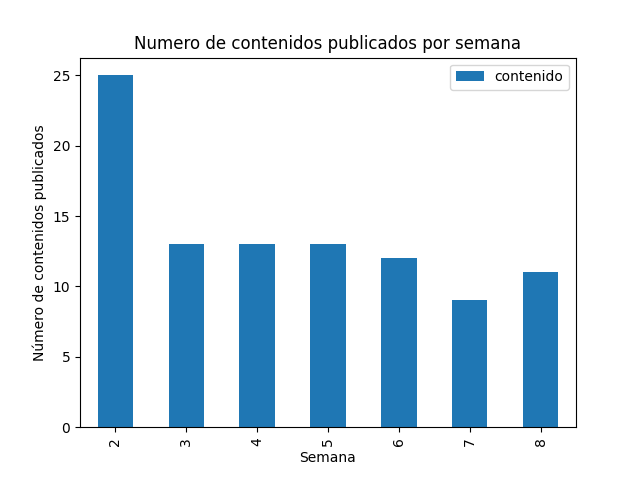 Numero de contenidos publicados por semana
contenido
Número de contenidos publicados
25
20
15
10
5
0
2 3 4 5 6 7 8
Semana